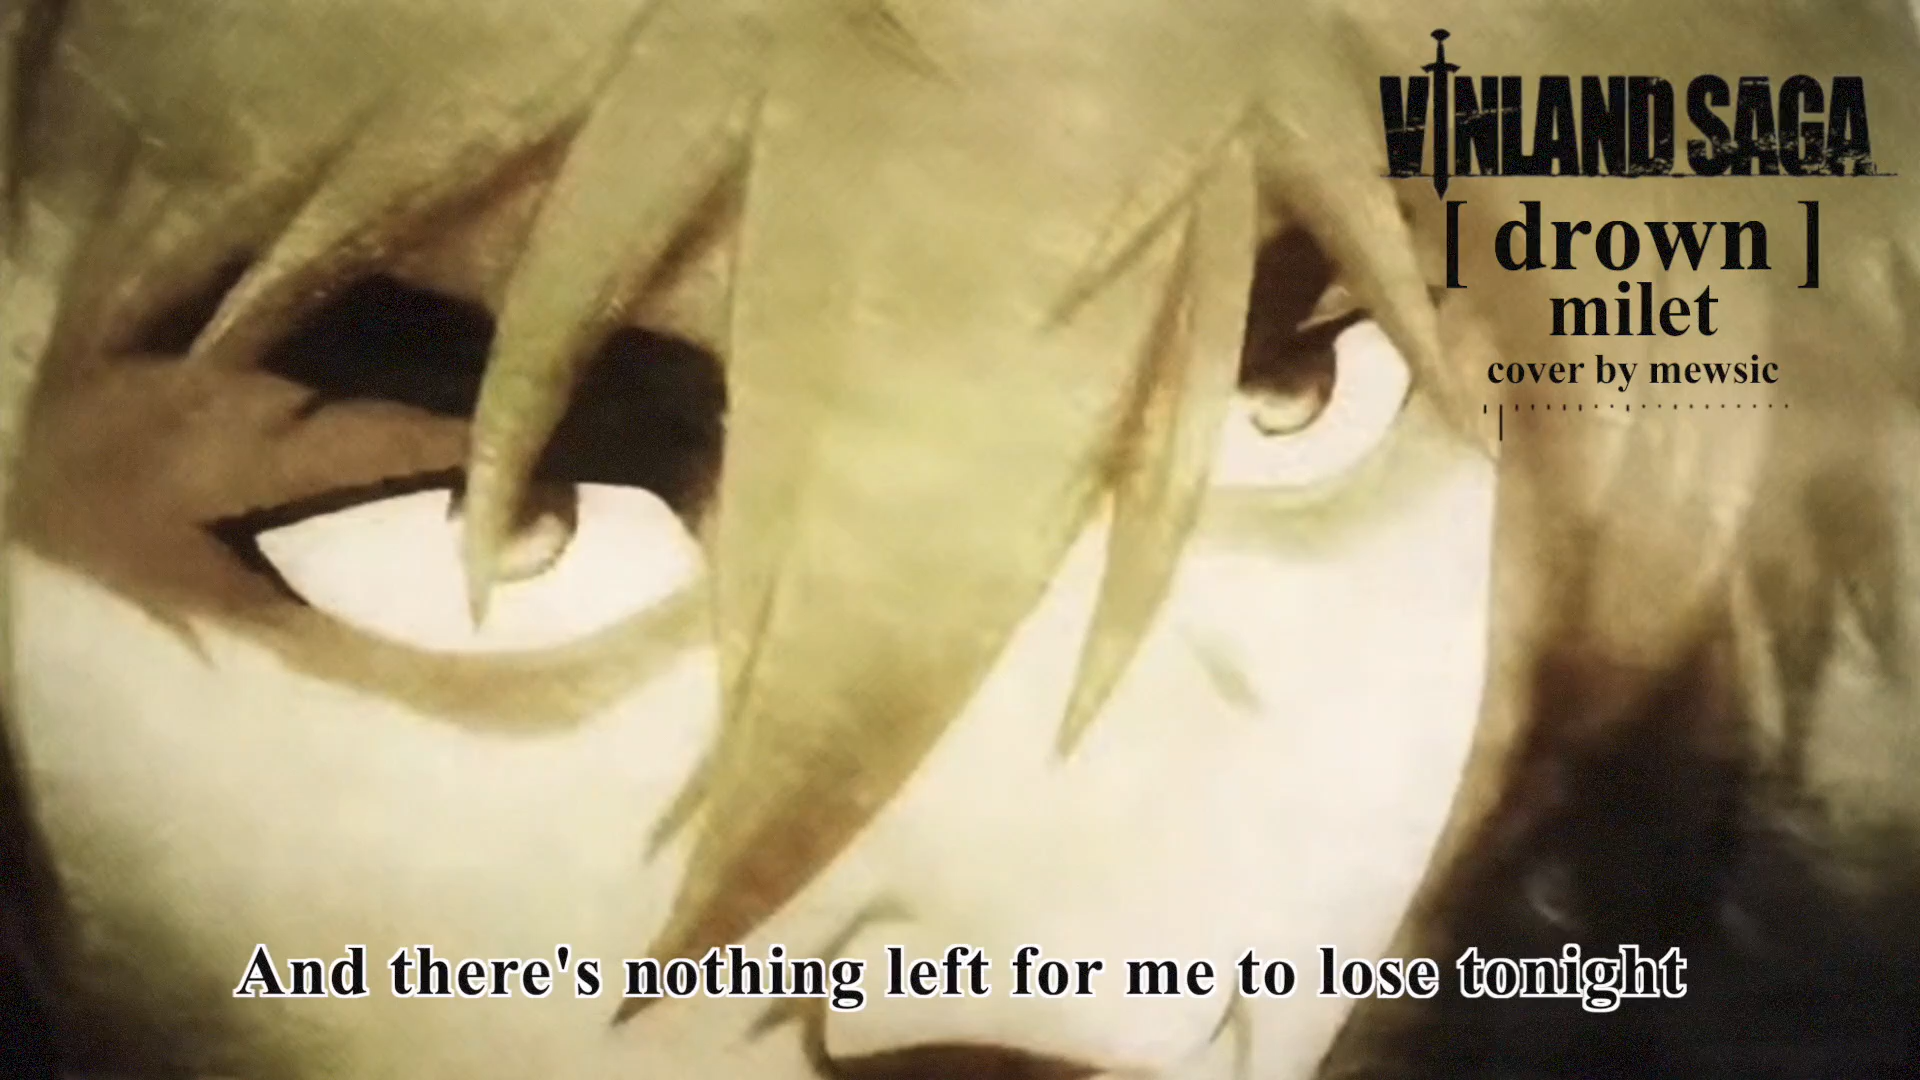 VINLAND SAGA
[ drown ]
milet
cover by mewsic
And there's nothing left for me to lose tonight